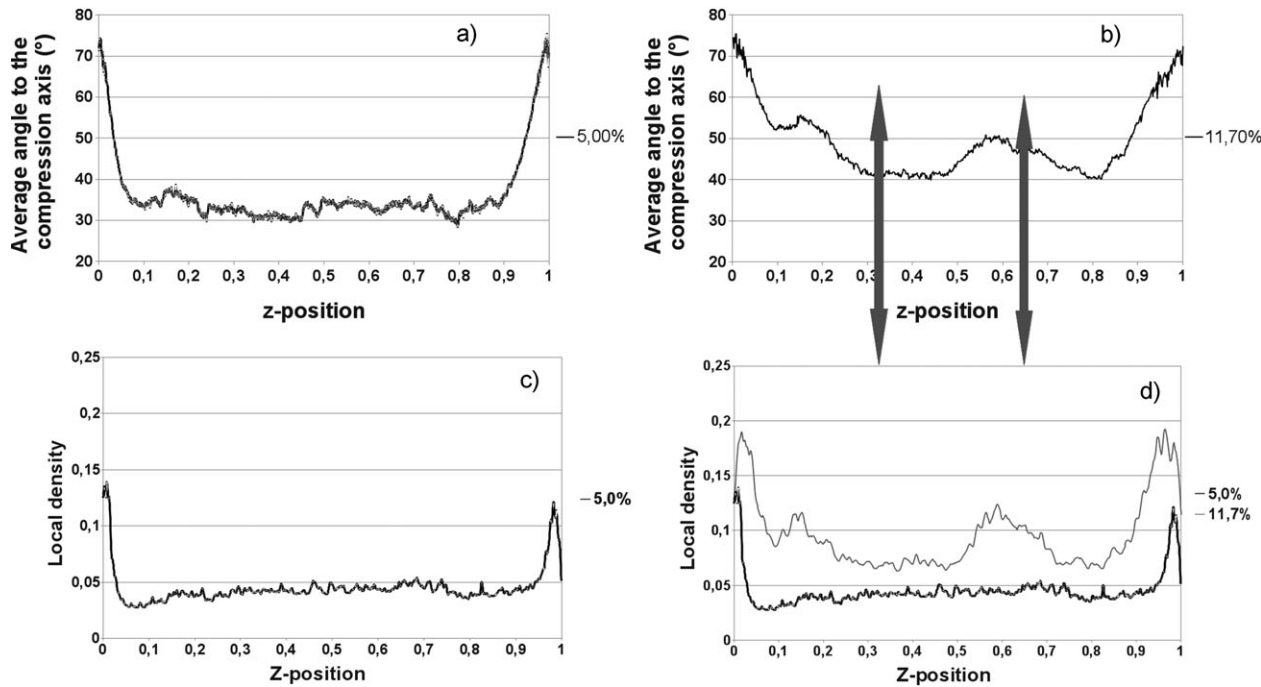 a)
Average angle to the
compression axis (°)
80
70
60
50
40
30
20
0 0,1 0,2 0,3 0,4 0,5 0,6 0,7 0,8 0,9 1
z-position
5,00%
b)
Average angle to the
compression axis (°)
80
70
60
50
40
30
20
0 0,1 0,2 0,3 0,4 0,5 0,6 0,7 0,8 0,9 1
z-position
11,70%
c)
Local density
0,25
0,2
0,15
0,1
0,05
0
0 0,1 0,2 0,3 0,4 0,5 0,6 0,7 0,8 0,9 1
Z-position
5,0%
d)
Local density
0,25
0,2
0,15
0,1
0,05
0
0 0,1 0,2 0,3 0,4 0,5 0,6 0,7 0,8 0,9 1
Z-position
5,0%
11,7%